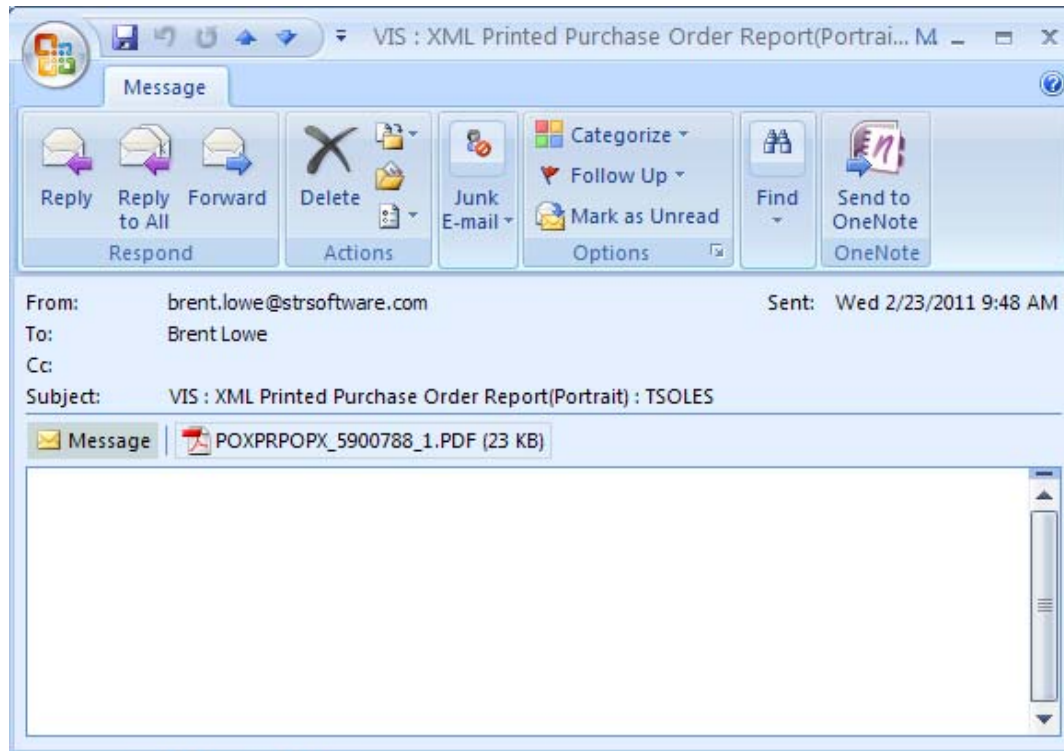 VIS : XML Printed Purchase Order Report(Portrai... M
Message
Reply
Reply to All
Forward
Delete
Junk E-mail
Categorize
Follow Up
Mark as Unread
Find
Send to OneNote
Respond
Actions
Options
OneNote
From: brent.lowe@strsoftware.com Sent: Wed 2/23/2011 9:48 AM
To: Brent Lowe
Cc:
Subject: VIS : XML Printed Purchase Order Report(Portrait) : TSOLES
Message POXPRPOPX_5900788_1.PDF (23 KB)